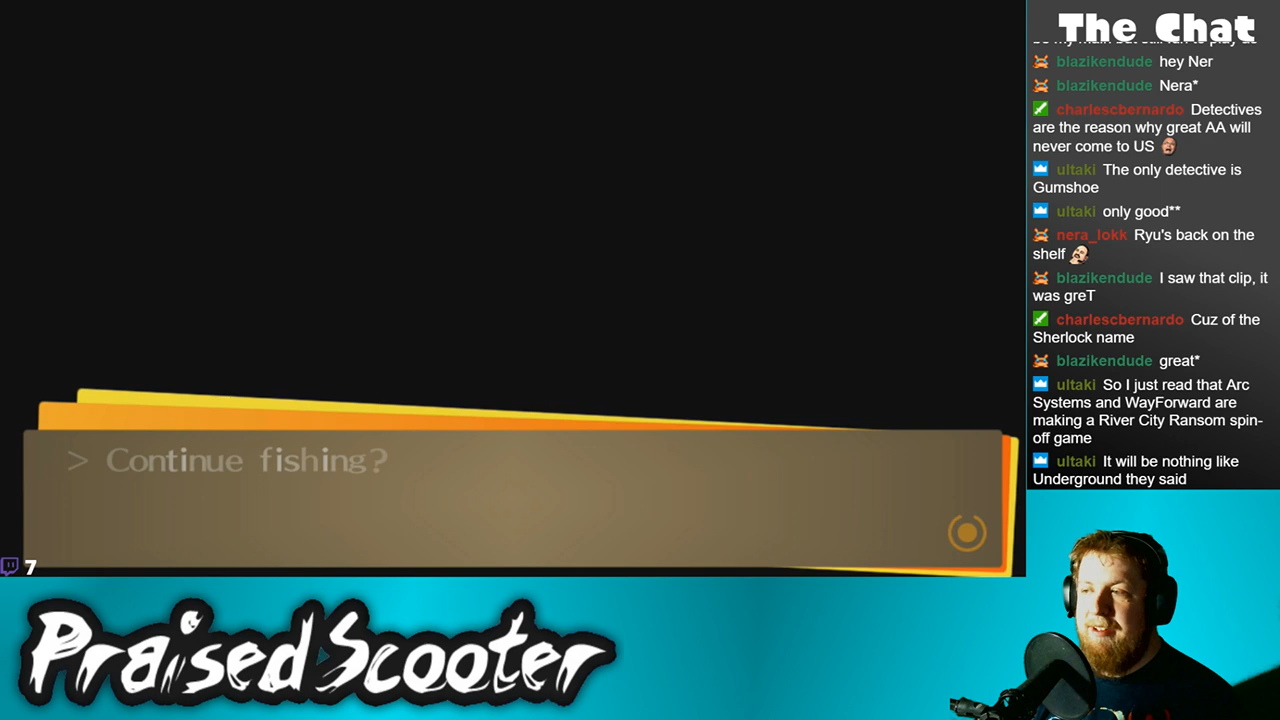 The Chat
blazikendude hey Ner
blazikendude Nera*
charlescbernardo Detectives
are the reason why great AA will
never come to US
ultaki The only detective is
Gumshoe
ultaki only good**
nera_lokk Ryu's back on the
shelf
blazikendude I saw that clip, it
was greT
charlescbernardo Cuz of the
Sherlock name
blazikendude great*
ultaki So I just read that Arc
Systems and WayForward are
making a River City Ransom spin-
off game
ultaki It will be nothing like
Underground they said
> Continue fishing?
7
PraisedScooter